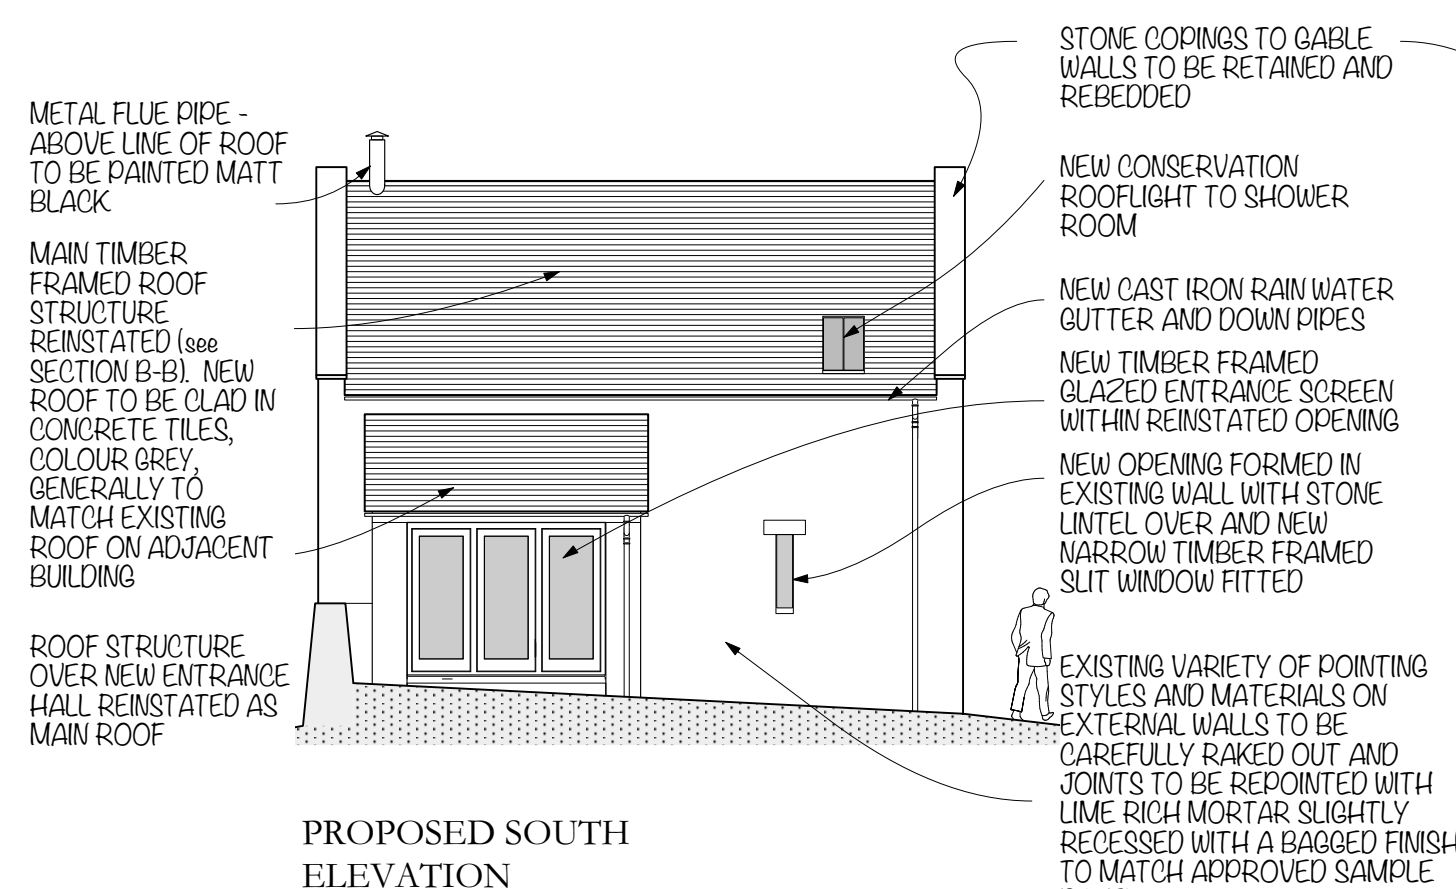 METAL FLUE PIPE -
ABOVE LINE OF ROOF
TO BE PAINTED MATT
BLACK
MAIN TIMBER
FRAMED ROOF
STRUCTURE
REINSTATED (see
SECTION B-B). NEW
ROOF TO BE CLAD IN
CONCRETE TILES,
COLOUR GREY,
GENERALLY TO
MATCH EXISTING
ROOF ON ADJACENT
BUILDING
ROOF STRUCTURE
OVER NEW ENTRANCE
HALL REINSTATED AS
MAIN ROOF
STONE COPINGS TO GABLE
WALLS TO BE RETAINED AND
REBEDDED
NEW CONSERVATION
ROOFLIGHT TO SHOWER
ROOM
NEW CAST IRON RAIN WATER
GUTTER AND DOWN PIPES
NEW TIMBER FRAMED
GLAZED ENTRANCE SCREEN
WITHIN REINSTATED OPENING
NEW OPENING FORMED IN
EXISTING WALL WITH STONE
LINTEL OVER AND NEW
NARROW TIMBER FRAMED
SLIT WINDOW FITTED
EXISTING VARIETY OF POINTING
STYLES AND MATERIALS ON
EXTERNAL WALLS TO BE
CAREFULLY RAKED OUT AND
JOINTS TO BE REPOINTED WITH
LIME RICH MORTAR SLIGHTLY
RECESSED WITH A BAGGED FINISH
TO MATCH APPROVED SAMPLE
PROPOSED SOUTH
ELEVATION